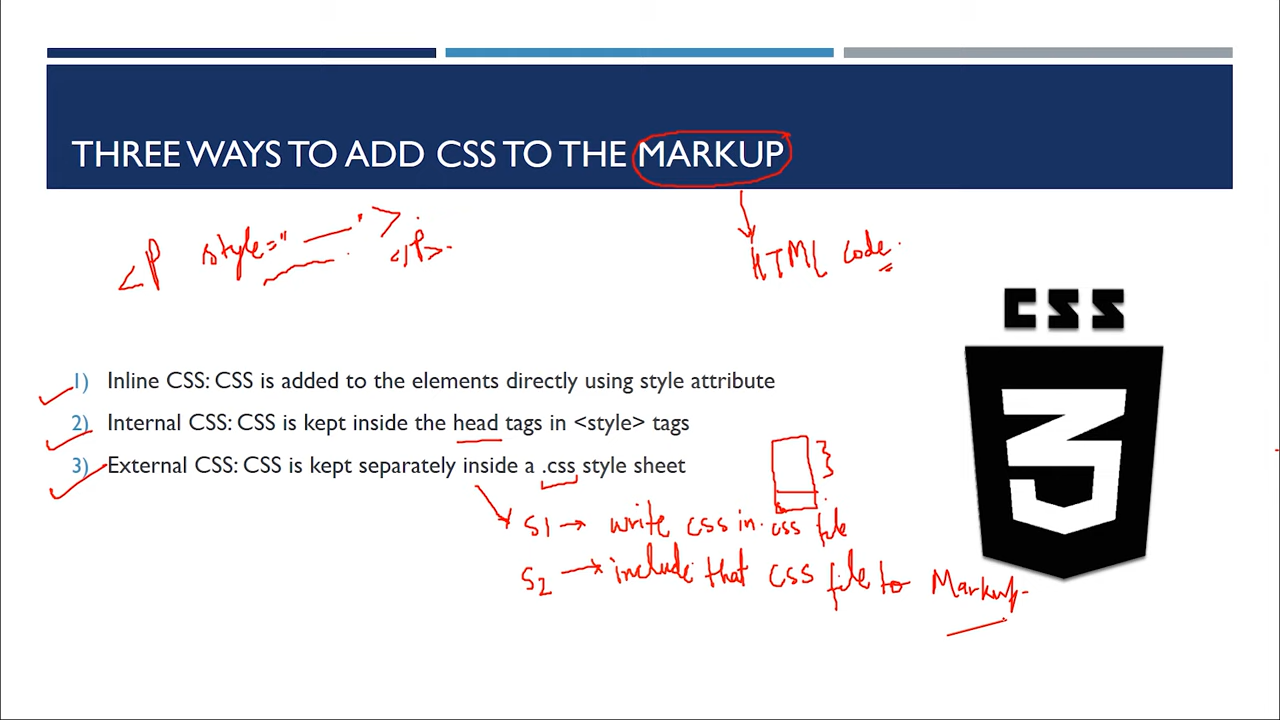 THREE WAYS TO ADD CSS TO THE MARKUP
<P style=" " > </P>.
HTML code.
CSS
1) Inline CSS: CSS is added to the elements directly using style attribute
2) Internal CSS: CSS is kept inside the head tags in <style> tags
3) External CSS: CSS is kept separately inside a .css style sheet
S1 → write css in .css file
S2 → include that CSS file to Markup.
3